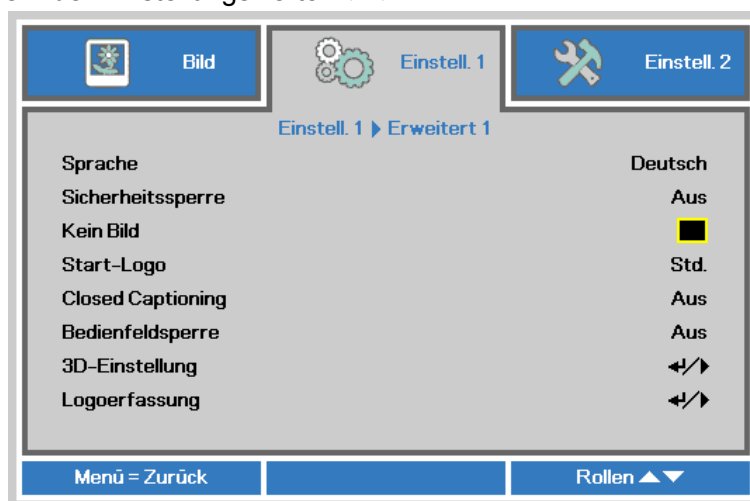 Bild
Einstell. 1
Einstell. 2
Einstell. 1 Erweitert 1
Sprache Deutsch
Sicherheitssperre Aus
Kein Bild
Start-Logo Std.
Closed Captioning Aus
Bedienfeldsperre Aus
3D-Einstellung ↵/▶
Logoerfassung ↵/▶
Menü = Zurück
Rollen ▲▼